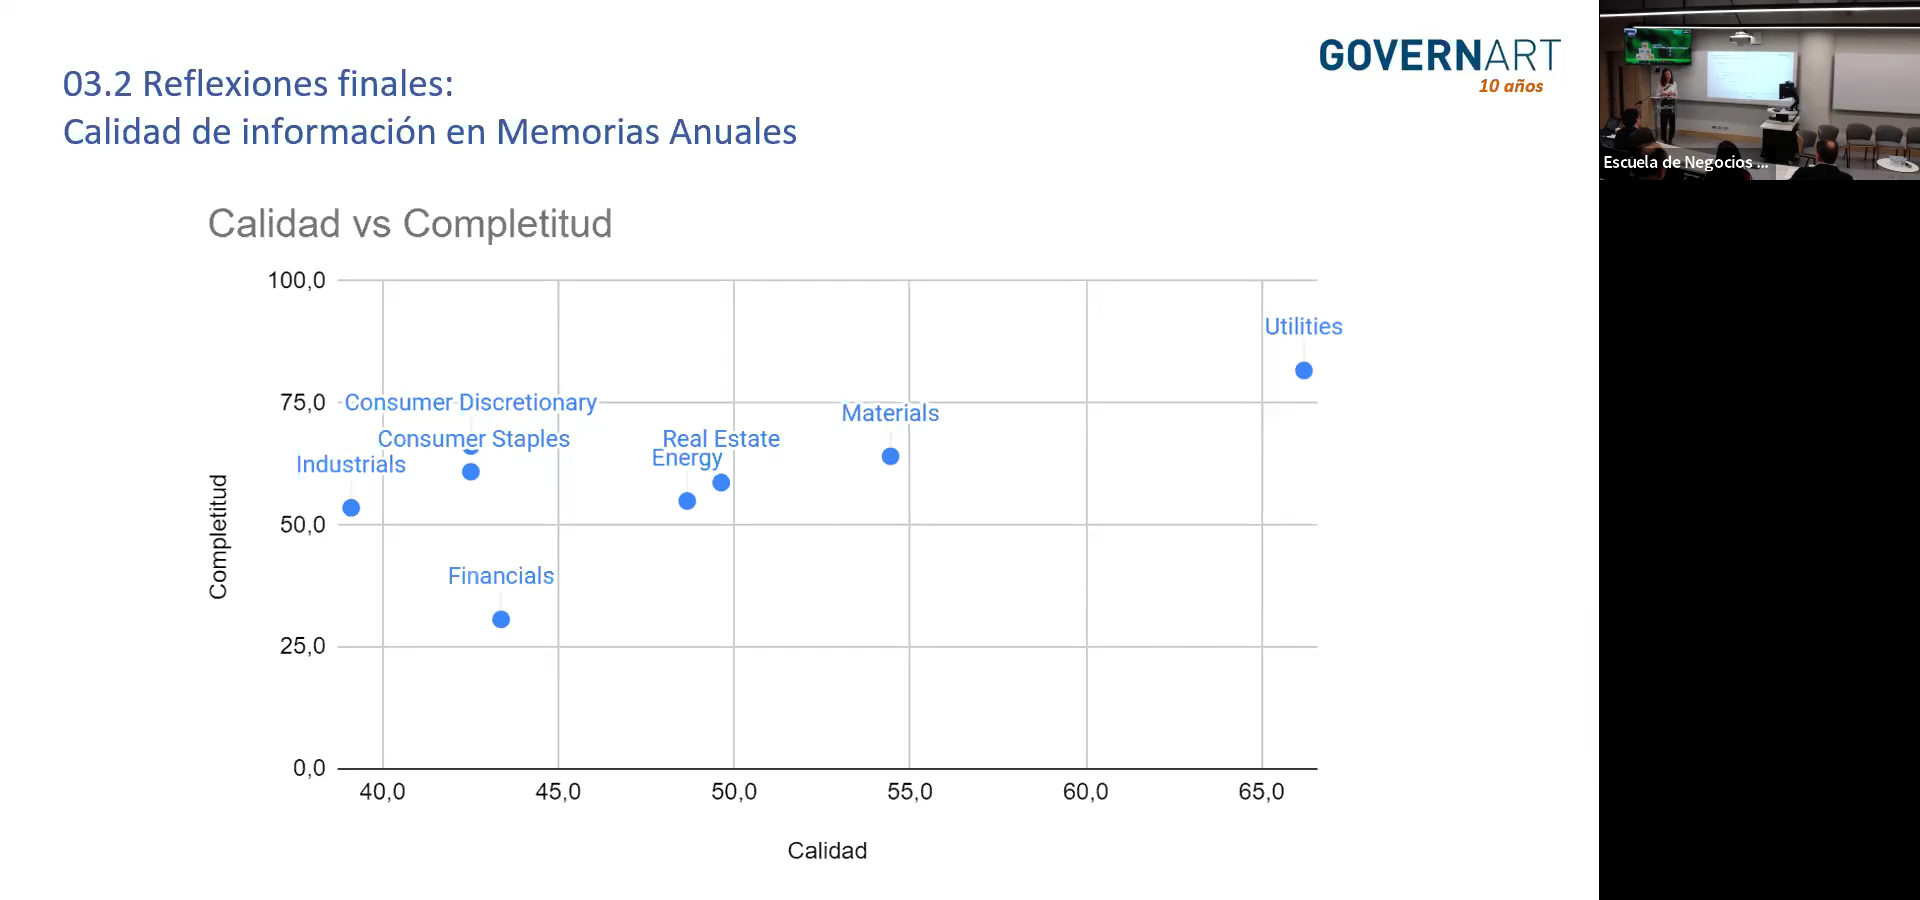 GOVERNART
10 años
03.2 Reflexiones finales:
Calidad de información en Memorias Anuales
Escuela de Negocios ...
Calidad vs Completitud
100,0
75,0
50,0
25,0
0,0
Completitud
Utilities
Consumer Discretionary
Materials
Consumer Staples
Real Estate
Energy
Industrials
Financials
40,0 45,0 50,0 55,0 60,0 65,0
Calidad